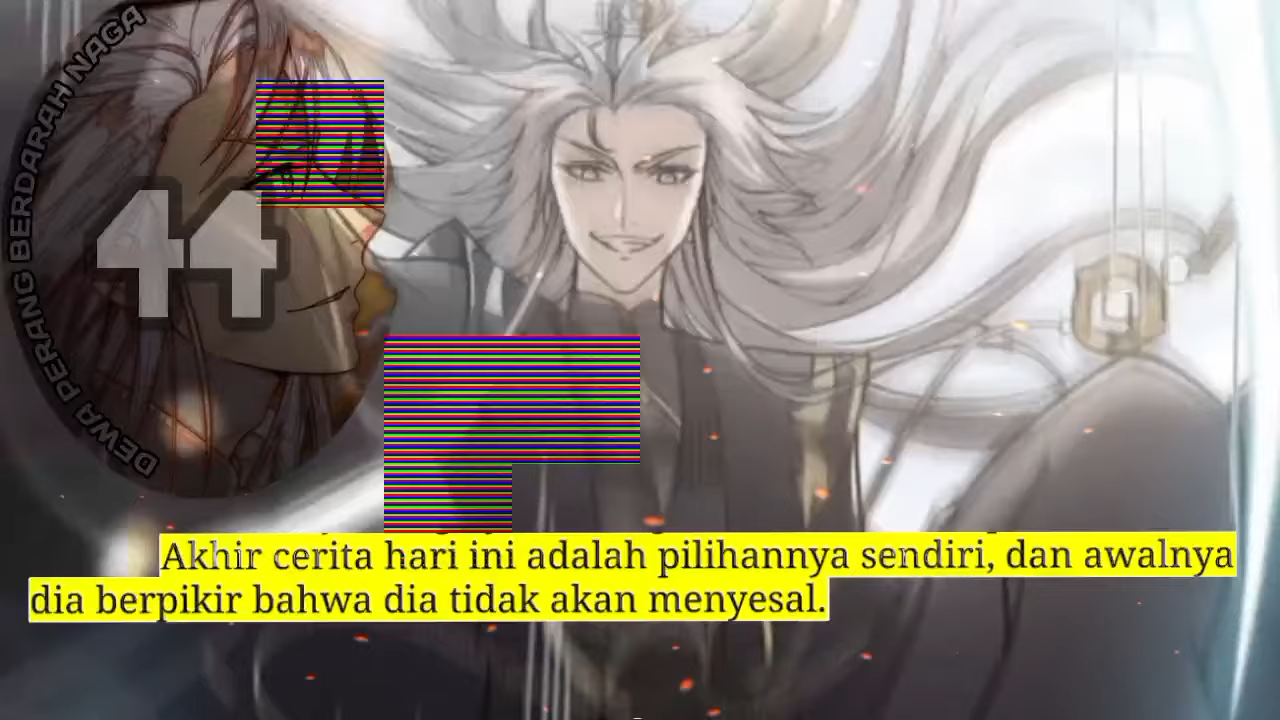 DEWA PERANG BERDARAH NAGA
44
Akhir cerita hari ini adalah pilihannya sendiri, dan awalnya
dia berpikir bahwa dia tidak akan menyesal.